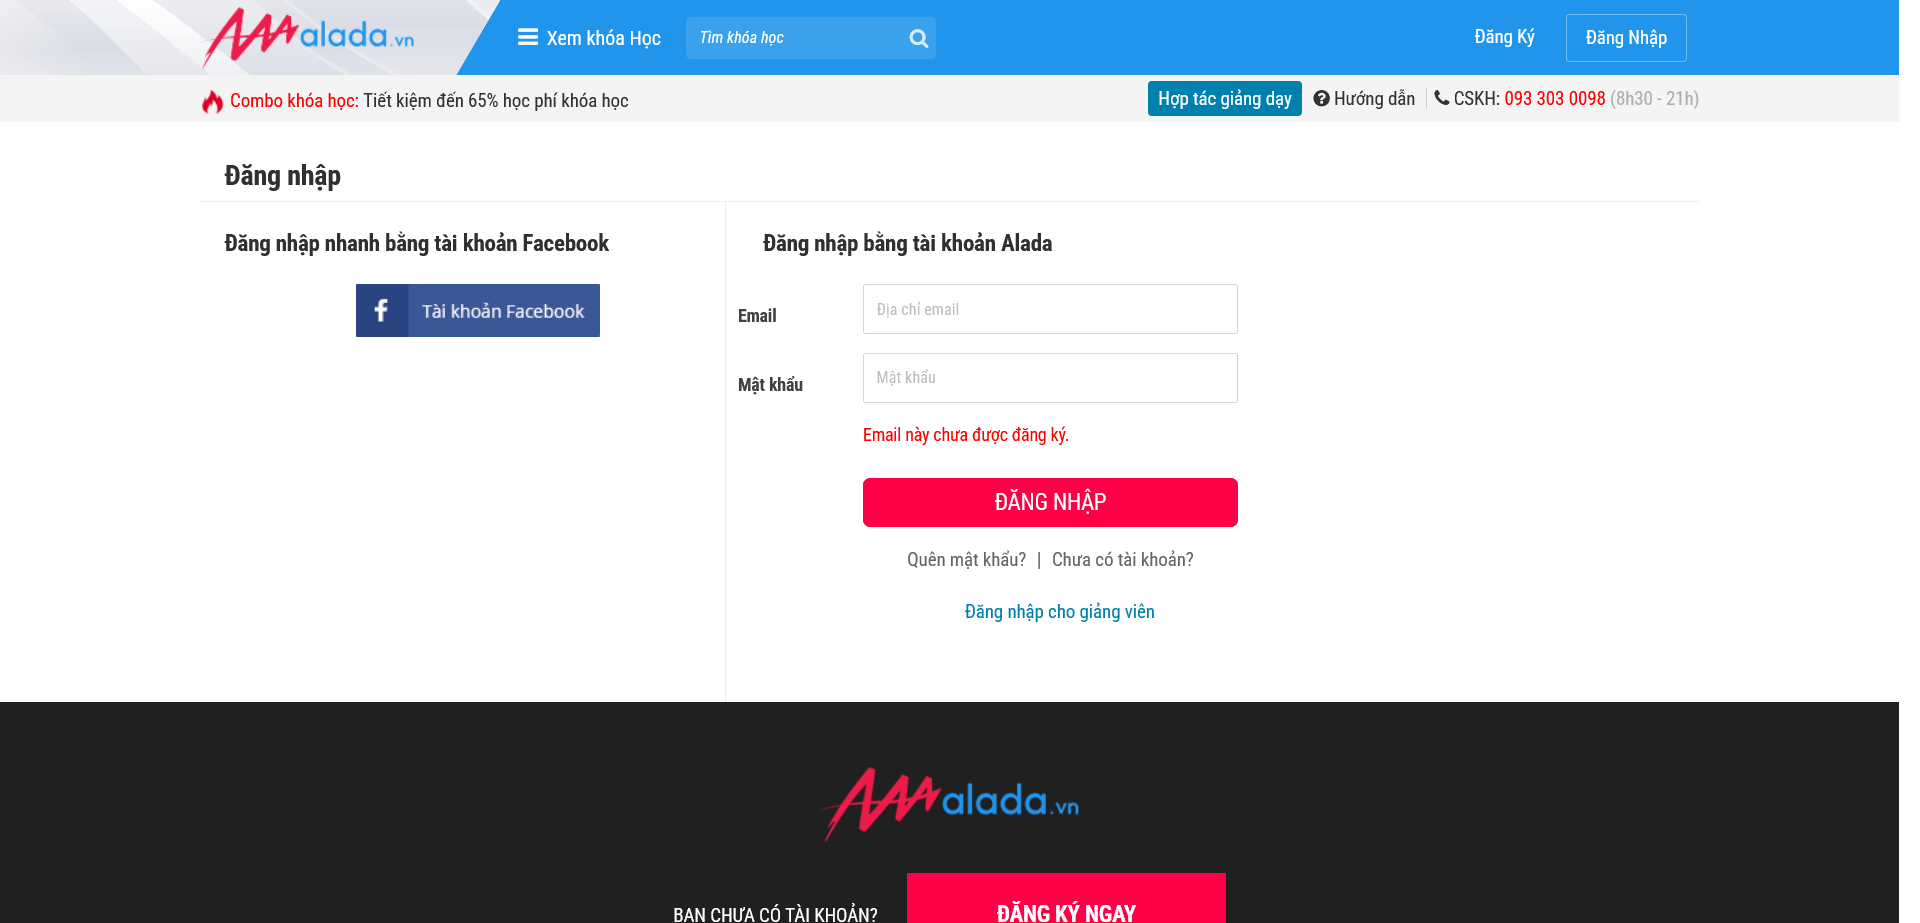 alada.vn
Xem khóa Học
Tìm khóa học
Đăng Ký
Đăng Nhập
Combo khóa học: Tiết kiệm đến 65% học phí khóa học
Hợp tác giảng dạy
Hướng dẫn
CSKH: 093 303 0098 (8h30 - 21h)
Đăng nhập
Đăng nhập nhanh bằng tài khoản Facebook
Tài khoản Facebook
Đăng nhập bằng tài khoản Alada
Email
Địa chỉ email
Mật khẩu
Mật khẩu
Email này chưa được đăng ký.
ĐĂNG NHẬP
Quên mật khẩu? | Chưa có tài khoản?
Đăng nhập cho giảng viên
alada.vn
BẠN CHƯA CÓ TÀI KHOẢN?
ĐĂNG KÝ NGAY